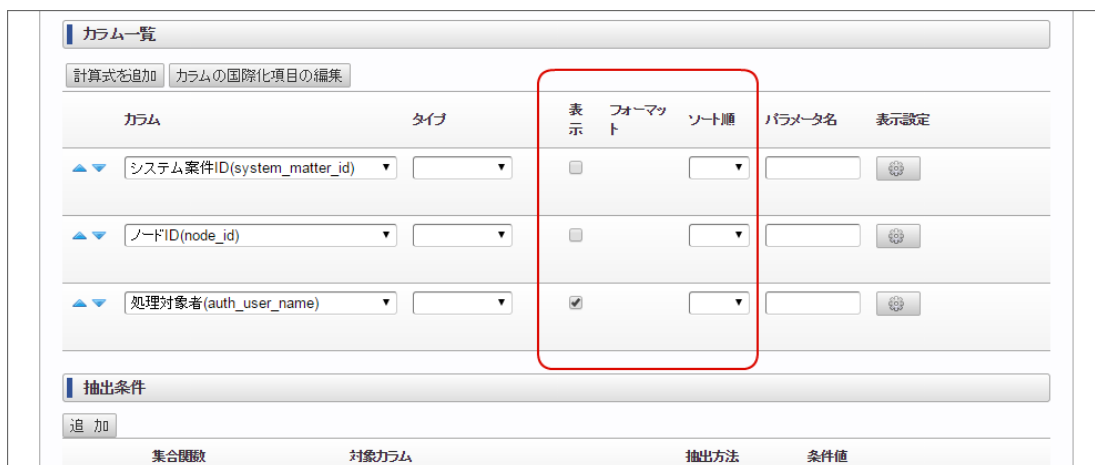 カラム一覧
計算式を追加 カラムの国際化項目の編集
カラム タイプ 表示 フォーマット ソート順 パラメータ名 表示設定
システム案件ID(system_matter_id)
ノードID(node_id)
処理対象者(auth_user_name)
抽出条件
追 加
集合関数 対象カラム 抽出方法 条件値